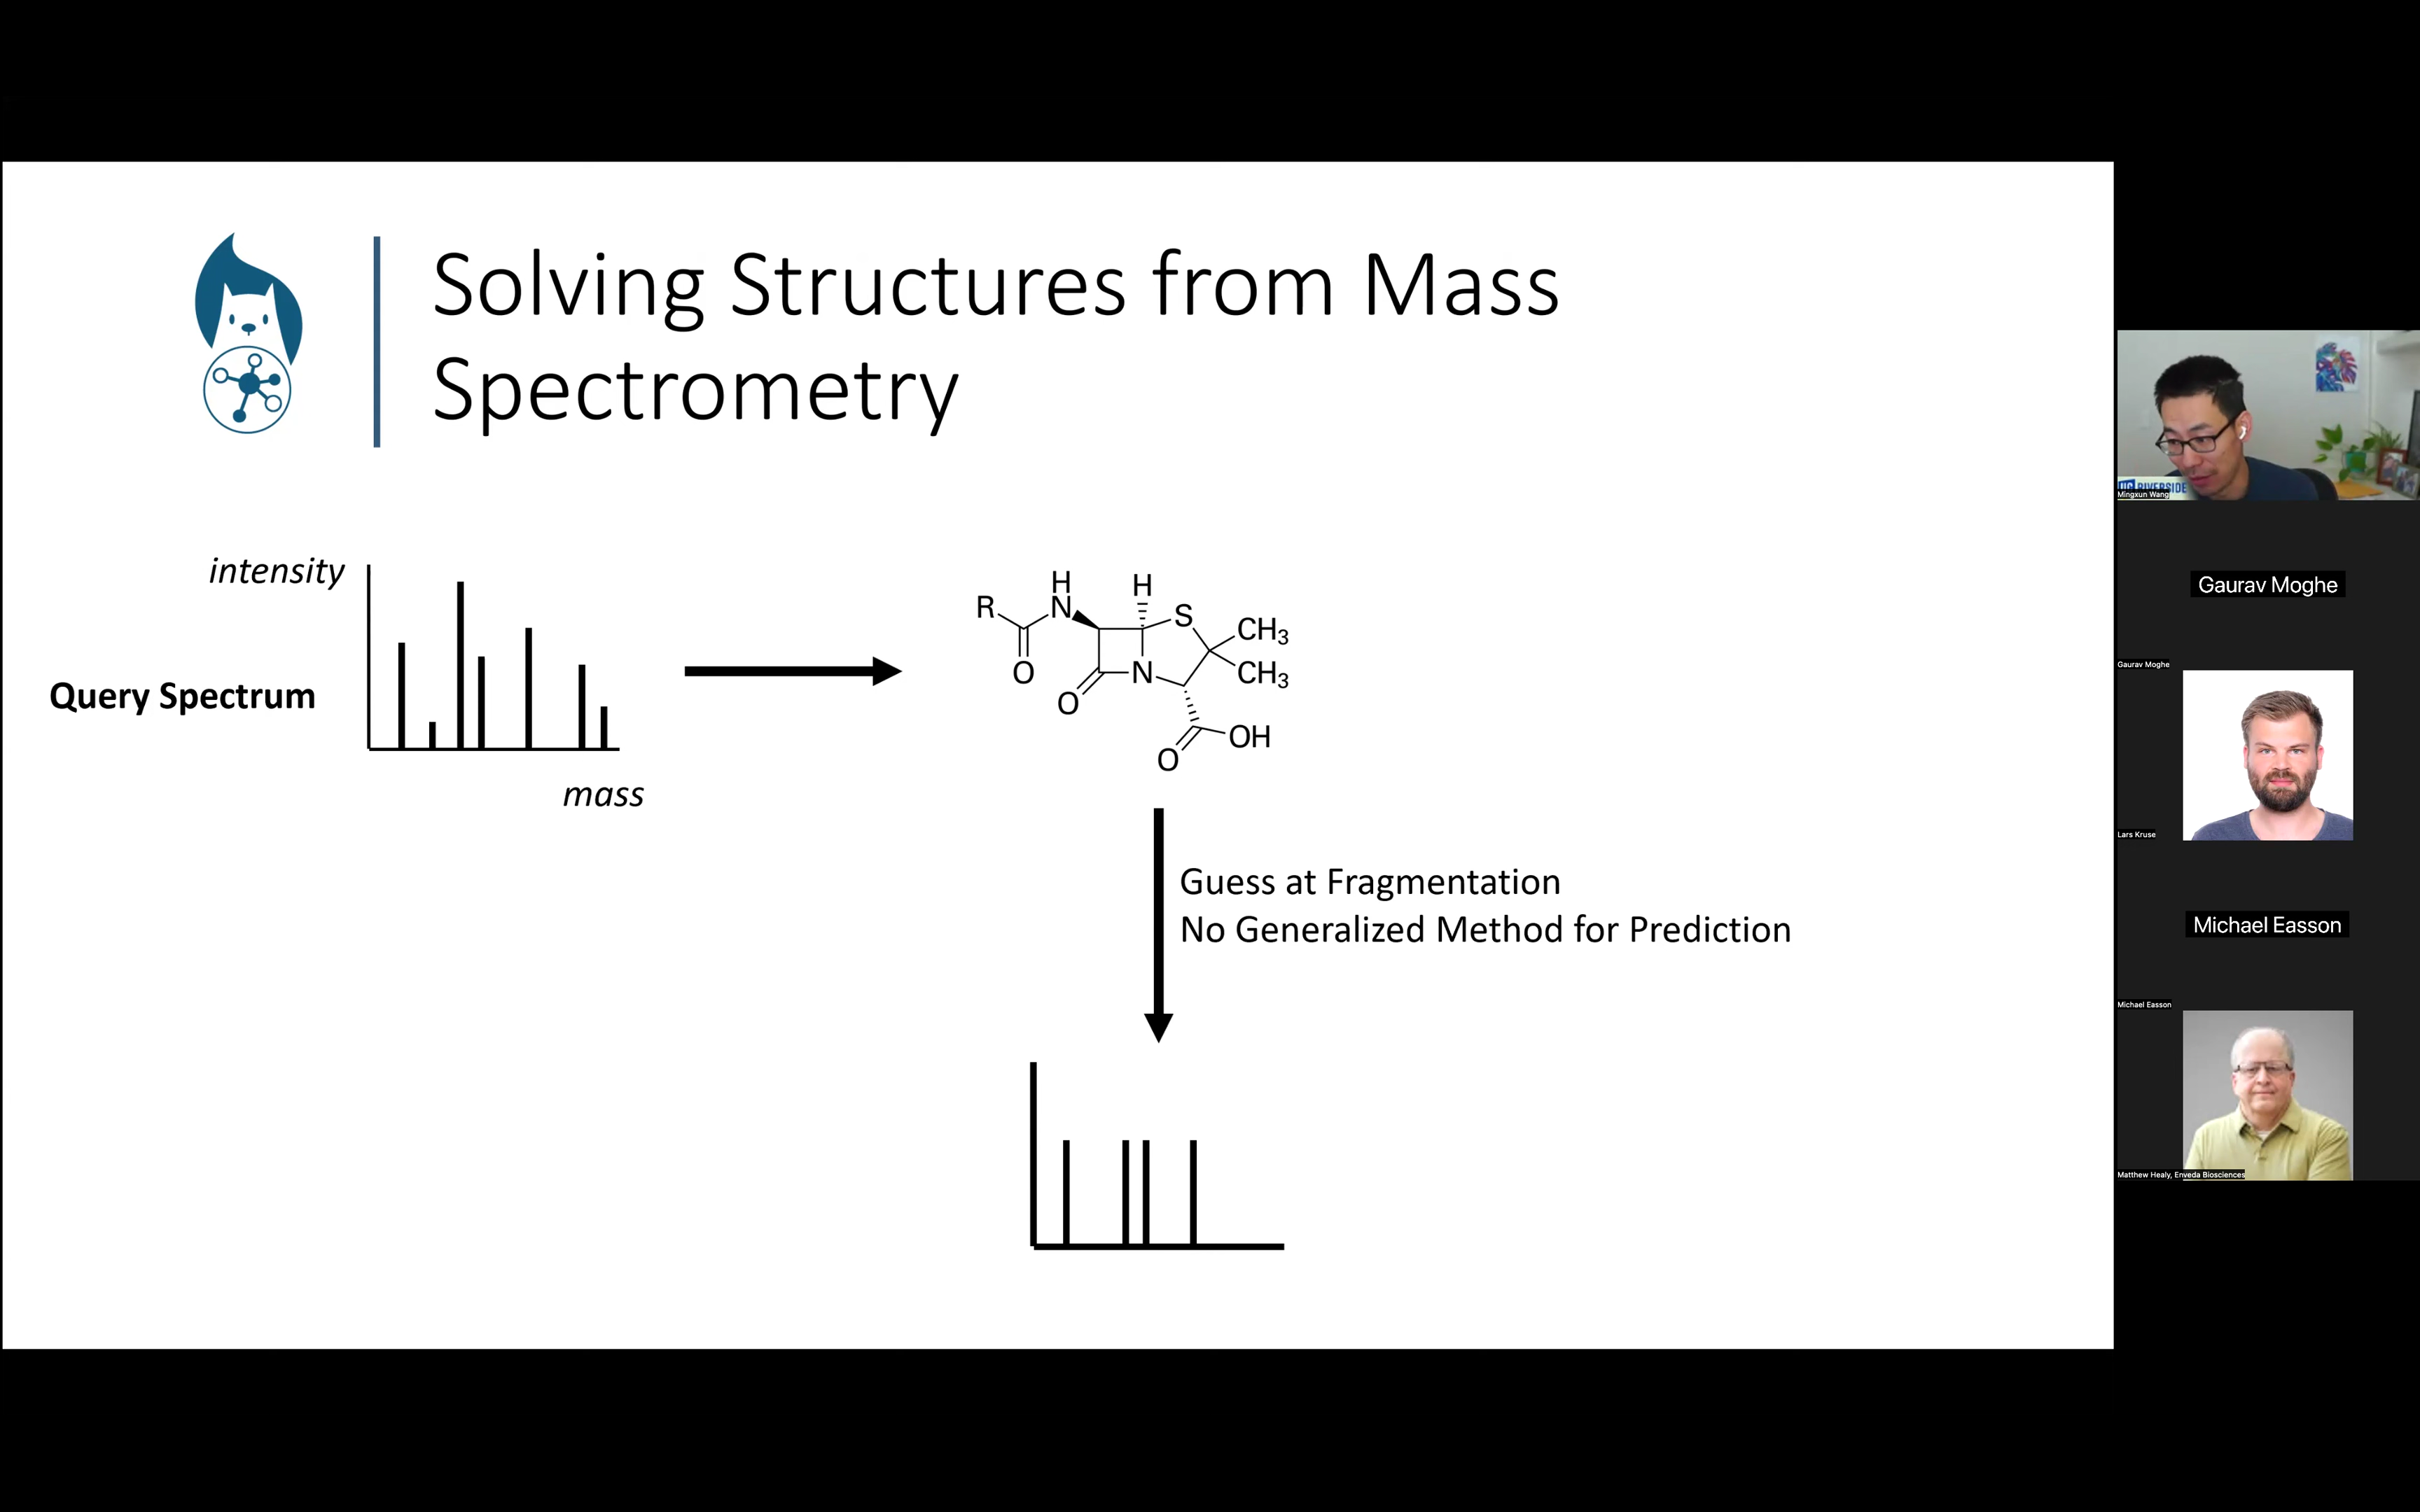 Solving Structures from Mass
Spectrometry
intensity
Query Spectrum
mass
H
H
R
N
S
CH3
O
N
CH3
O
OH
O
Guess at Fragmentation
No Generalized Method for Prediction
UC RIVERSIDE
Mingxun Wang
Gaurav Moghe
Gaurav Moghe
Lars Kruse
Michael Easson
Michael Easson
Matthew Healy, Enveda Biosciences